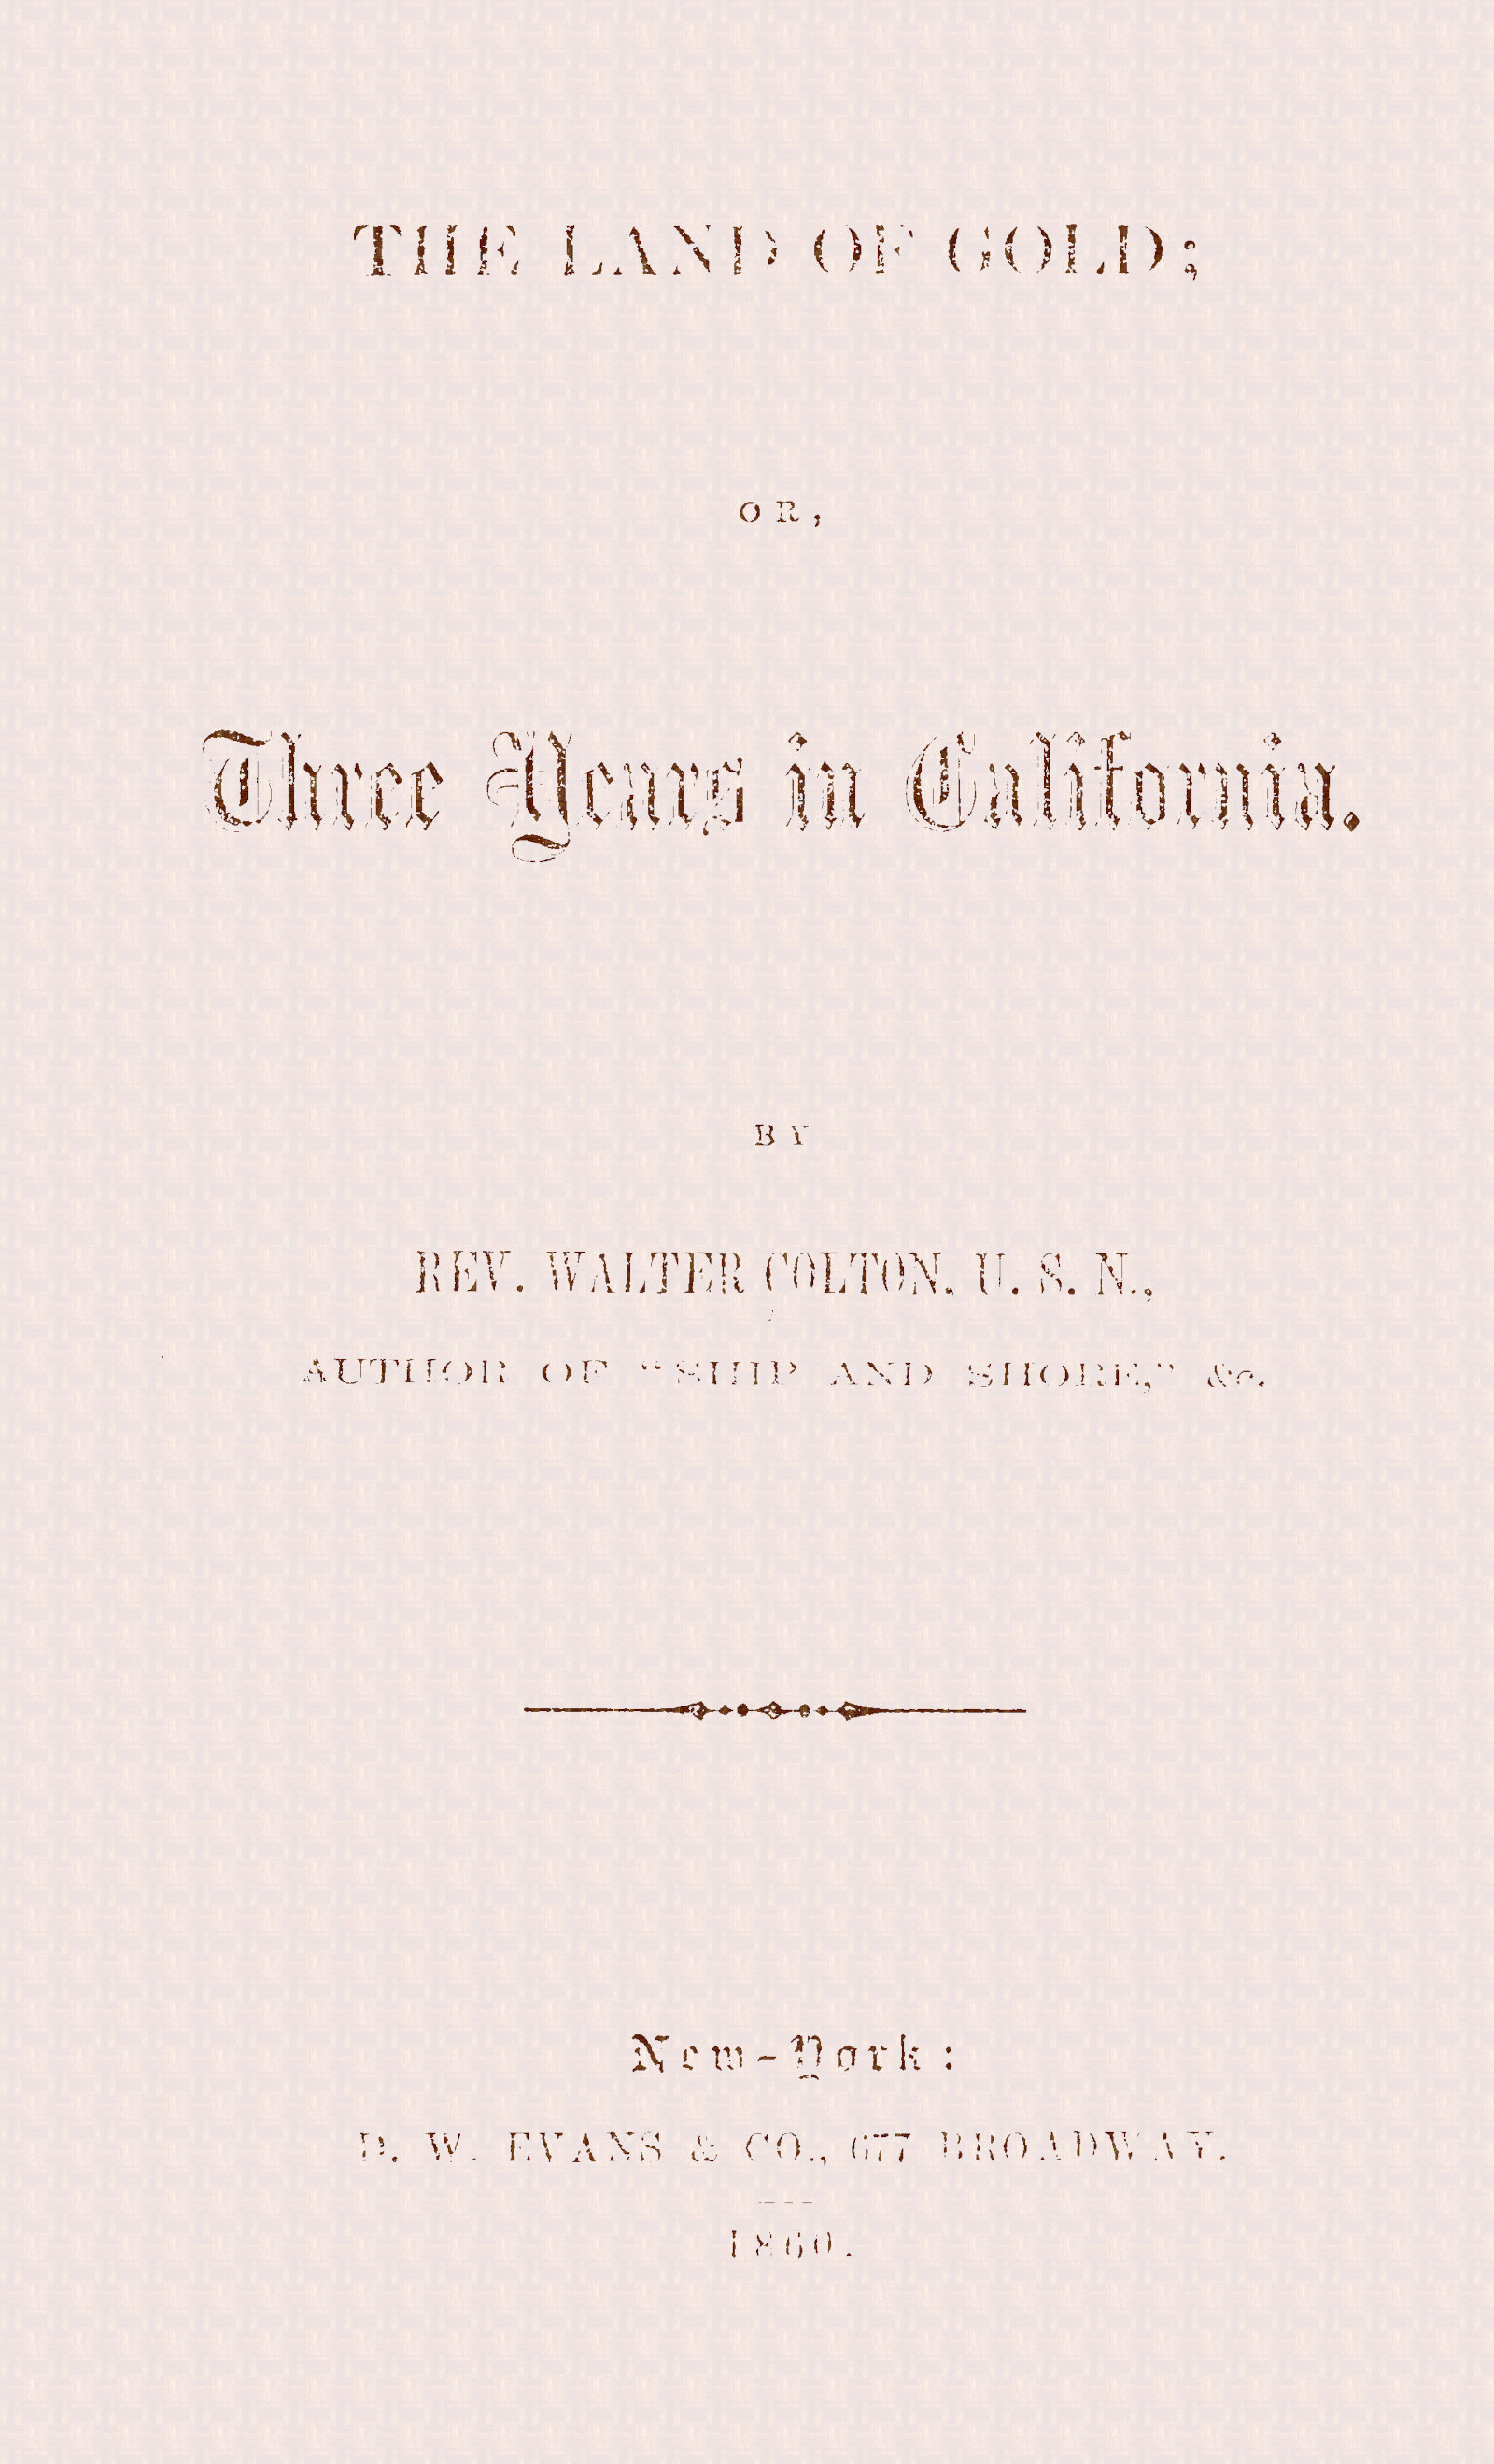 THE LAND OF GOLD;
OR,
Three Years in California.
BY
REV. WALTER COLTON, U. S. N.,
AUTHOR OF “SHIP AND SHORE,” &c.
New-York:
D. W. EVANS & CO., 677 BROADWAY.
1860.